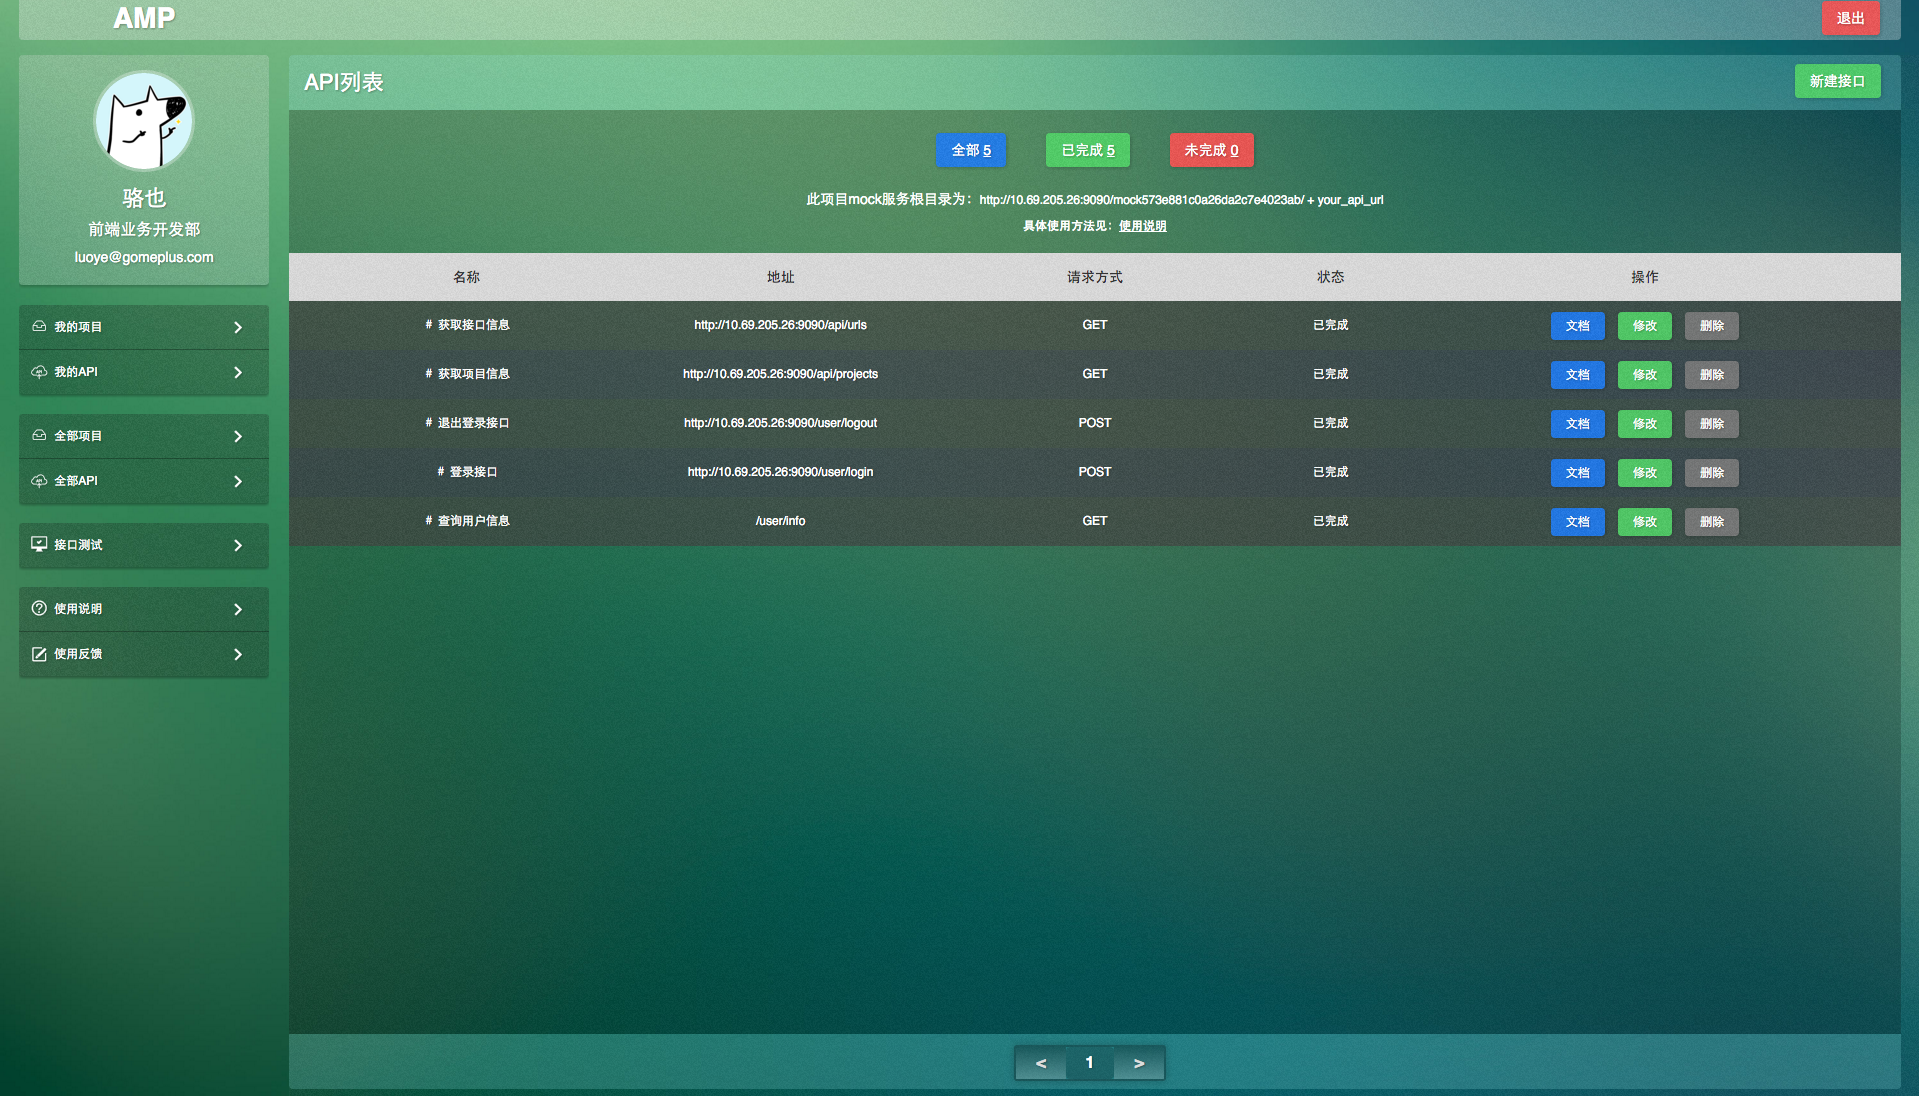 AMP
退出
骆也
前端业务开发部
luoye@gomeplus.com
我的项目
我的API
全部项目
全部API
接口测试
使用说明
使用反馈
API列表
新建接口
全部 5
已完成 5
未完成 0
此项目mock服务根目录为：http://10.69.205.26:9090/mock573e881c0a26da2c7e4023ab/ + your_api_url
具体使用方法见：使用说明
名称 地址 请求方式 状态 操作
# 获取接口信息 http://10.69.205.26:9090/api/urls GET 已完成 文档 修改 删除
# 获取项目信息 http://10.69.205.26:9090/api/projects GET 已完成 文档 修改 删除
# 退出登录接口 http://10.69.205.26:9090/user/logout POST 已完成 文档 修改 删除
# 登录接口 http://10.69.205.26:9090/user/login POST 已完成 文档 修改 删除
# 查询用户信息 /user/info GET 已完成 文档 修改 删除
< 1 >